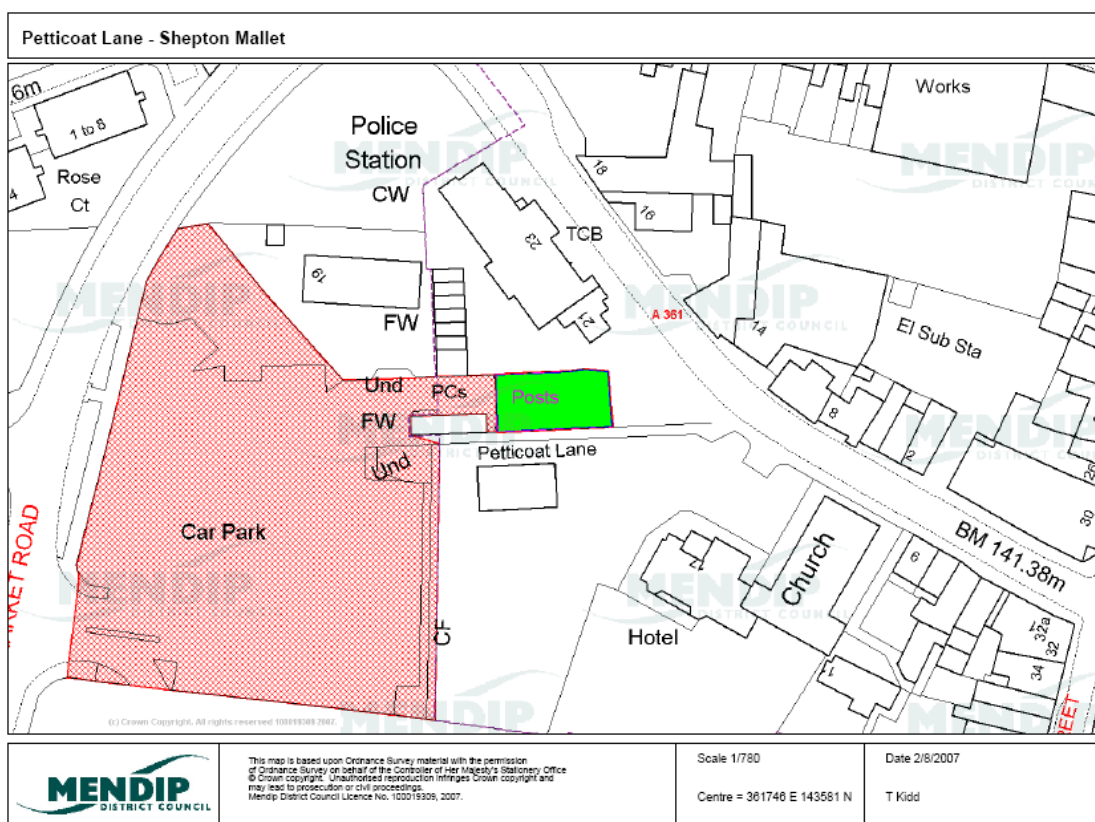 Petticoat Lane - Shepton Mallet
6m
1 to 8
4
Rose
Ct
Police
Station
CW
Works
18
16
TCB
23
21
19
FW
A 361
14
El Sub Sta
8
2
26
30
Und
PCs
Posts
FW
Und
Petticoat Lane
Car Park
CF
BM 141.38m
Church
12
Hotel
11
6
32a
32
34
MENDIP
DISTRICT COUNCIL
(c) Crown Copyright. All rights reserved 100019309 2007.
MENDIP
DISTRICT COUNCIL
This map is based upon Ordnance Survey material with the permission
of Ordnance Survey on behalf of the Controller of Her Majesty's Stationery Office
© Crown copyright. Unauthorised reproduction infringes Crown copyright and
may lead to prosecution or civil proceedings.
Mendip District Council Licence No. 100019309, 2007.
Scale 1/780
Centre = 361746 E 143581 N
Date 2/8/2007
T Kidd